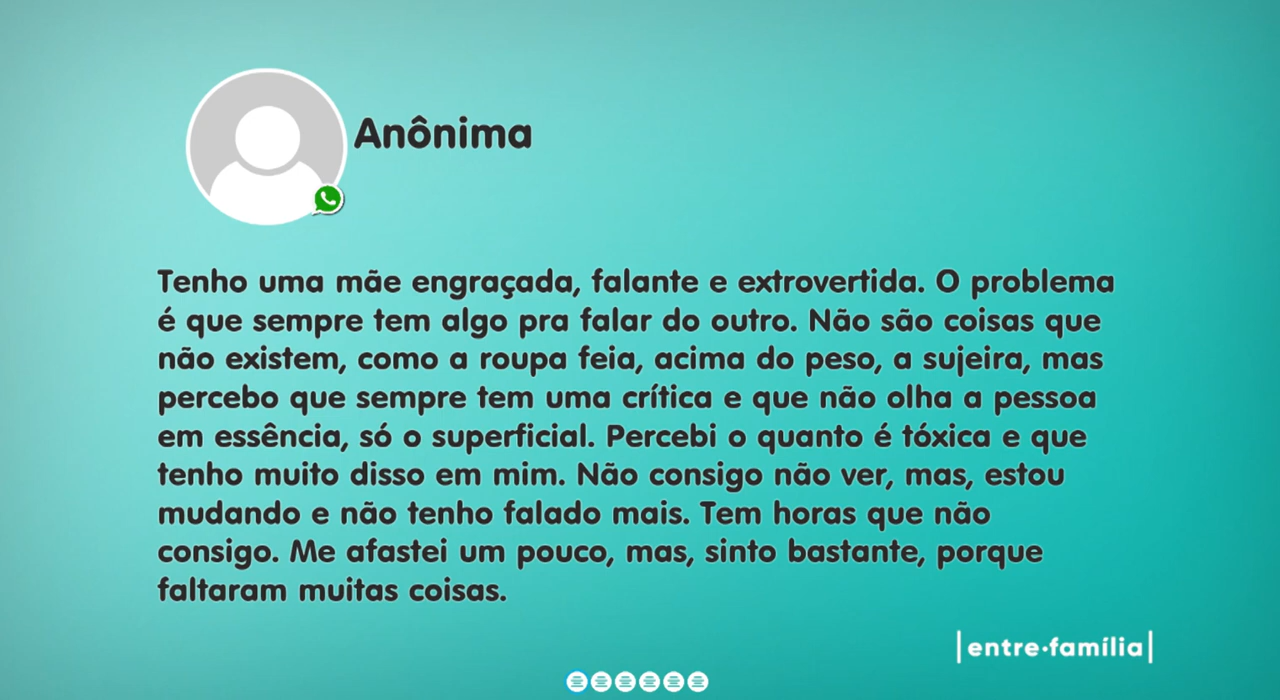 Anônima
Tenho uma mãe engraçada, falante e extrovertida. O problema
é que sempre tem algo pra falar do outro. Não são coisas que
não existem, como a roupa feia, acima do peso, a sujeira, mas
percebo que sempre tem uma crítica e que não olha a pessoa
em essência, só o superficial. Percebi o quanto é tóxica e que
tenho muito disso em mim. Não consigo não ver, mas, estou
mudando e não tenho falado mais. Tem horas que não
consigo. Me afastei um pouco, mas, sinto bastante, porque
faltaram muitas coisas.
|entre·família|